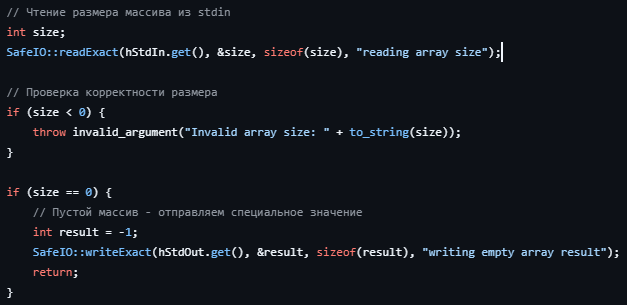 // Чтение размера массива из stdin
int size;
SafeIO::readExact(hStdIn.get(), &size, sizeof(size), "reading array size");
// Проверка корректности размера
if (size < 0) {
    throw invalid_argument("Invalid array size: " + to_string(size));
}
if (size == 0) {
    // Пустой массив - отправляем специальное значение
    int result = -1;
    SafeIO::writeExact(hStdOut.get(), &result, sizeof(result), "writing empty array result");
    return;
}